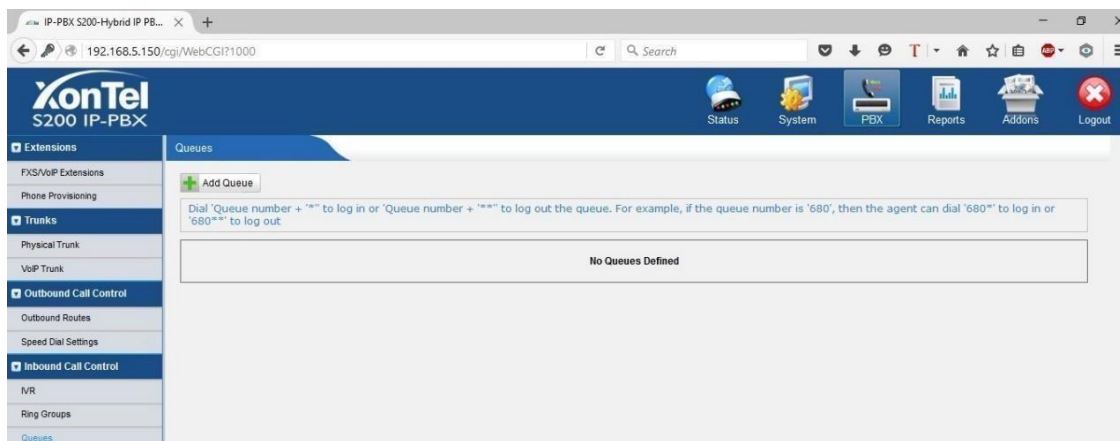 IP-PBX S200-Hybrid IP PB...
192.168.5.150/cgi/WebCGI?1000
Search
ABP
XonTel
S200 IP-PBX
Status
System
PBX
Reports
Addons
Logout
Extensions
FXS/VoIP Extensions
Phone Provisioning
Trunks
Physical Trunk
VoIP Trunk
Outbound Call Control
Outbound Routes
Speed Dial Settings
Inbound Call Control
IVR
Ring Groups
Queues
Queues
Add Queue
Dial 'Queue number + '*'' to log in or 'Queue number + '**'' to log out the queue. For example, if the queue number is '680', then the agent can dial '680*' to log in or
'680**' to log out
No Queues Defined